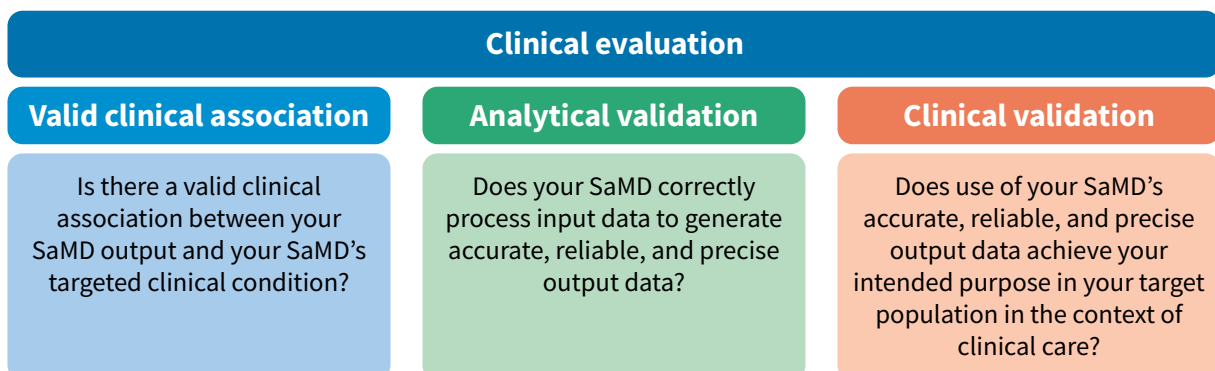 Clinical evaluation
Valid clinical association
Is there a valid clinical
association between your
SaMD output and your SaMD’s
targeted clinical condition?
Analytical validation
Does your SaMD correctly
process input data to generate
accurate, reliable, and precise
output data?
Clinical validation
Does use of your SaMD’s
accurate, reliable, and precise
output data achieve your
intended purpose in your target
population in the context of
clinical care?